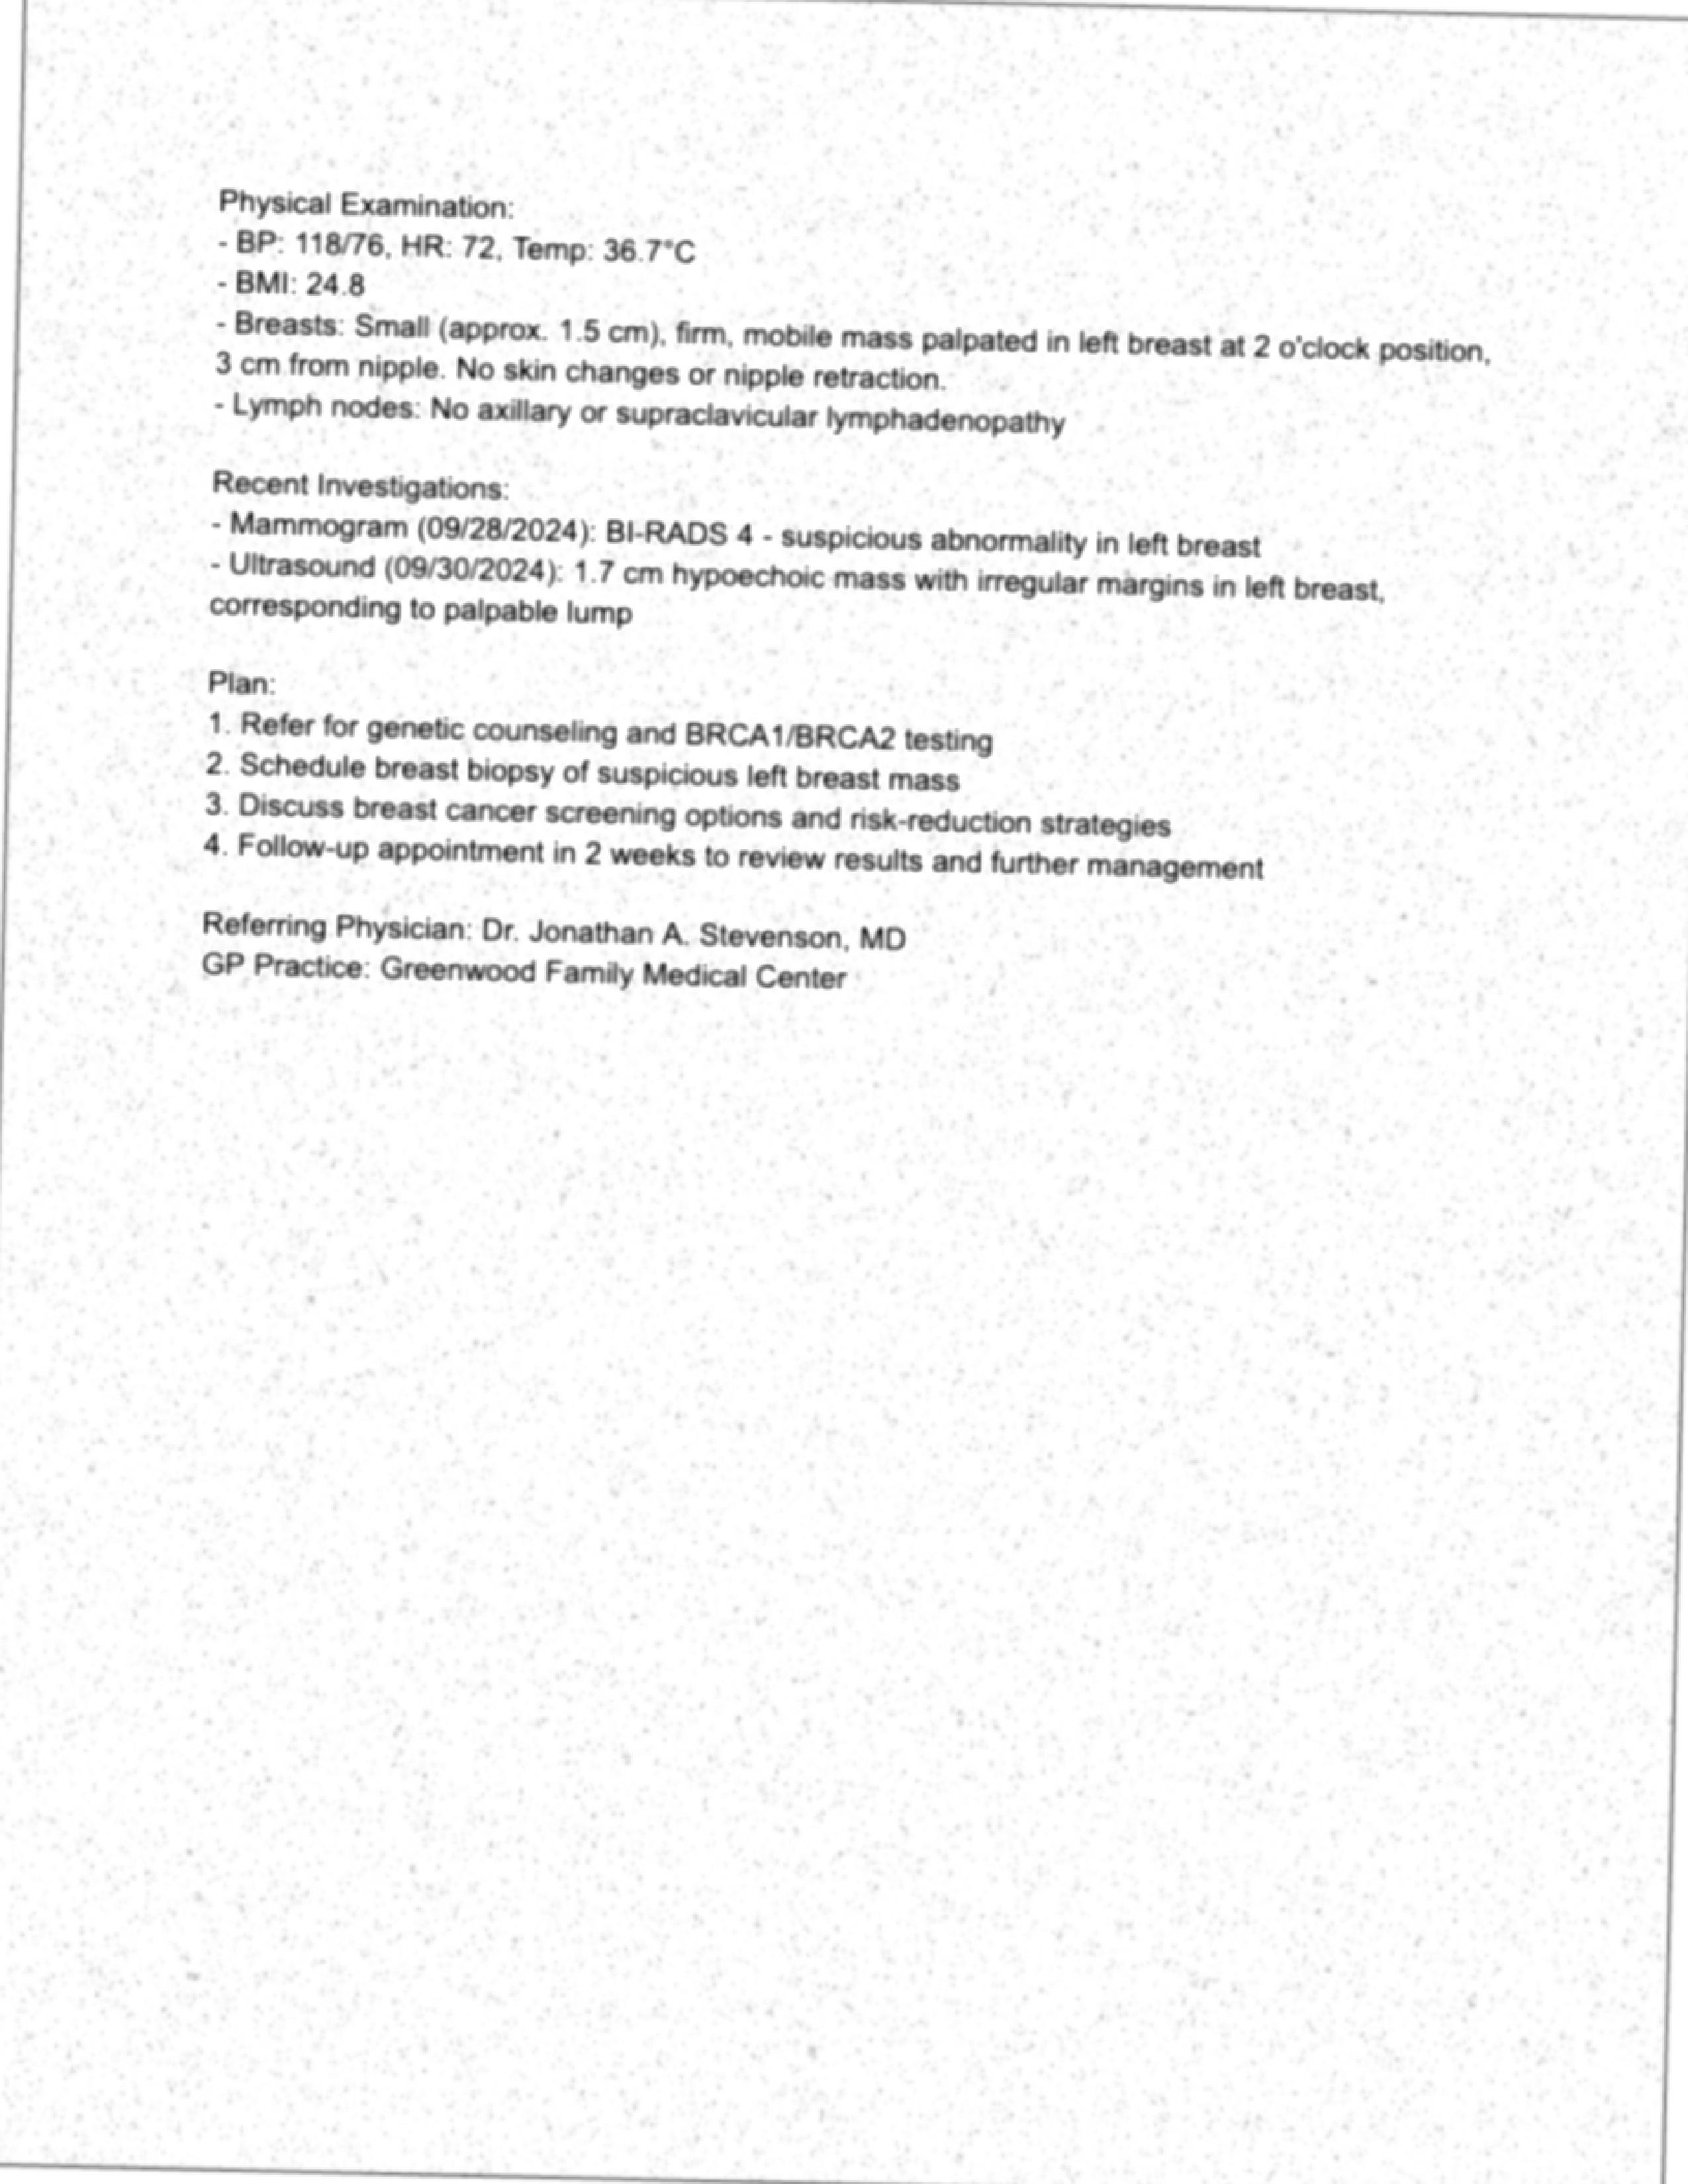 Physical Examination:
- BP: 118/76, HR: 72, Temp: 36.7°C
- BMI: 24.8
- Breasts: Small (approx. 1.5 cm), firm, mobile mass palpated in left breast at 2 o'clock position,
3 cm from nipple. No skin changes or nipple retraction.
- Lymph nodes: No axillary or supraclavicular lymphadenopathy
Recent Investigations:
- Mammogram (09/28/2024): BI-RADS 4 - suspicious abnormality in left breast
- Ultrasound (09/30/2024): 1.7 cm hypoechoic mass with irregular margins in left breast,
corresponding to palpable lump
Plan:
1. Refer for genetic counseling and BRCA1/BRCA2 testing
2. Schedule breast biopsy of suspicious left breast mass
3. Discuss breast cancer screening options and risk-reduction strategies
4. Follow-up appointment in 2 weeks to review results and further management
Referring Physician: Dr. Jonathan A. Stevenson, MD
GP Practice: Greenwood Family Medical Center